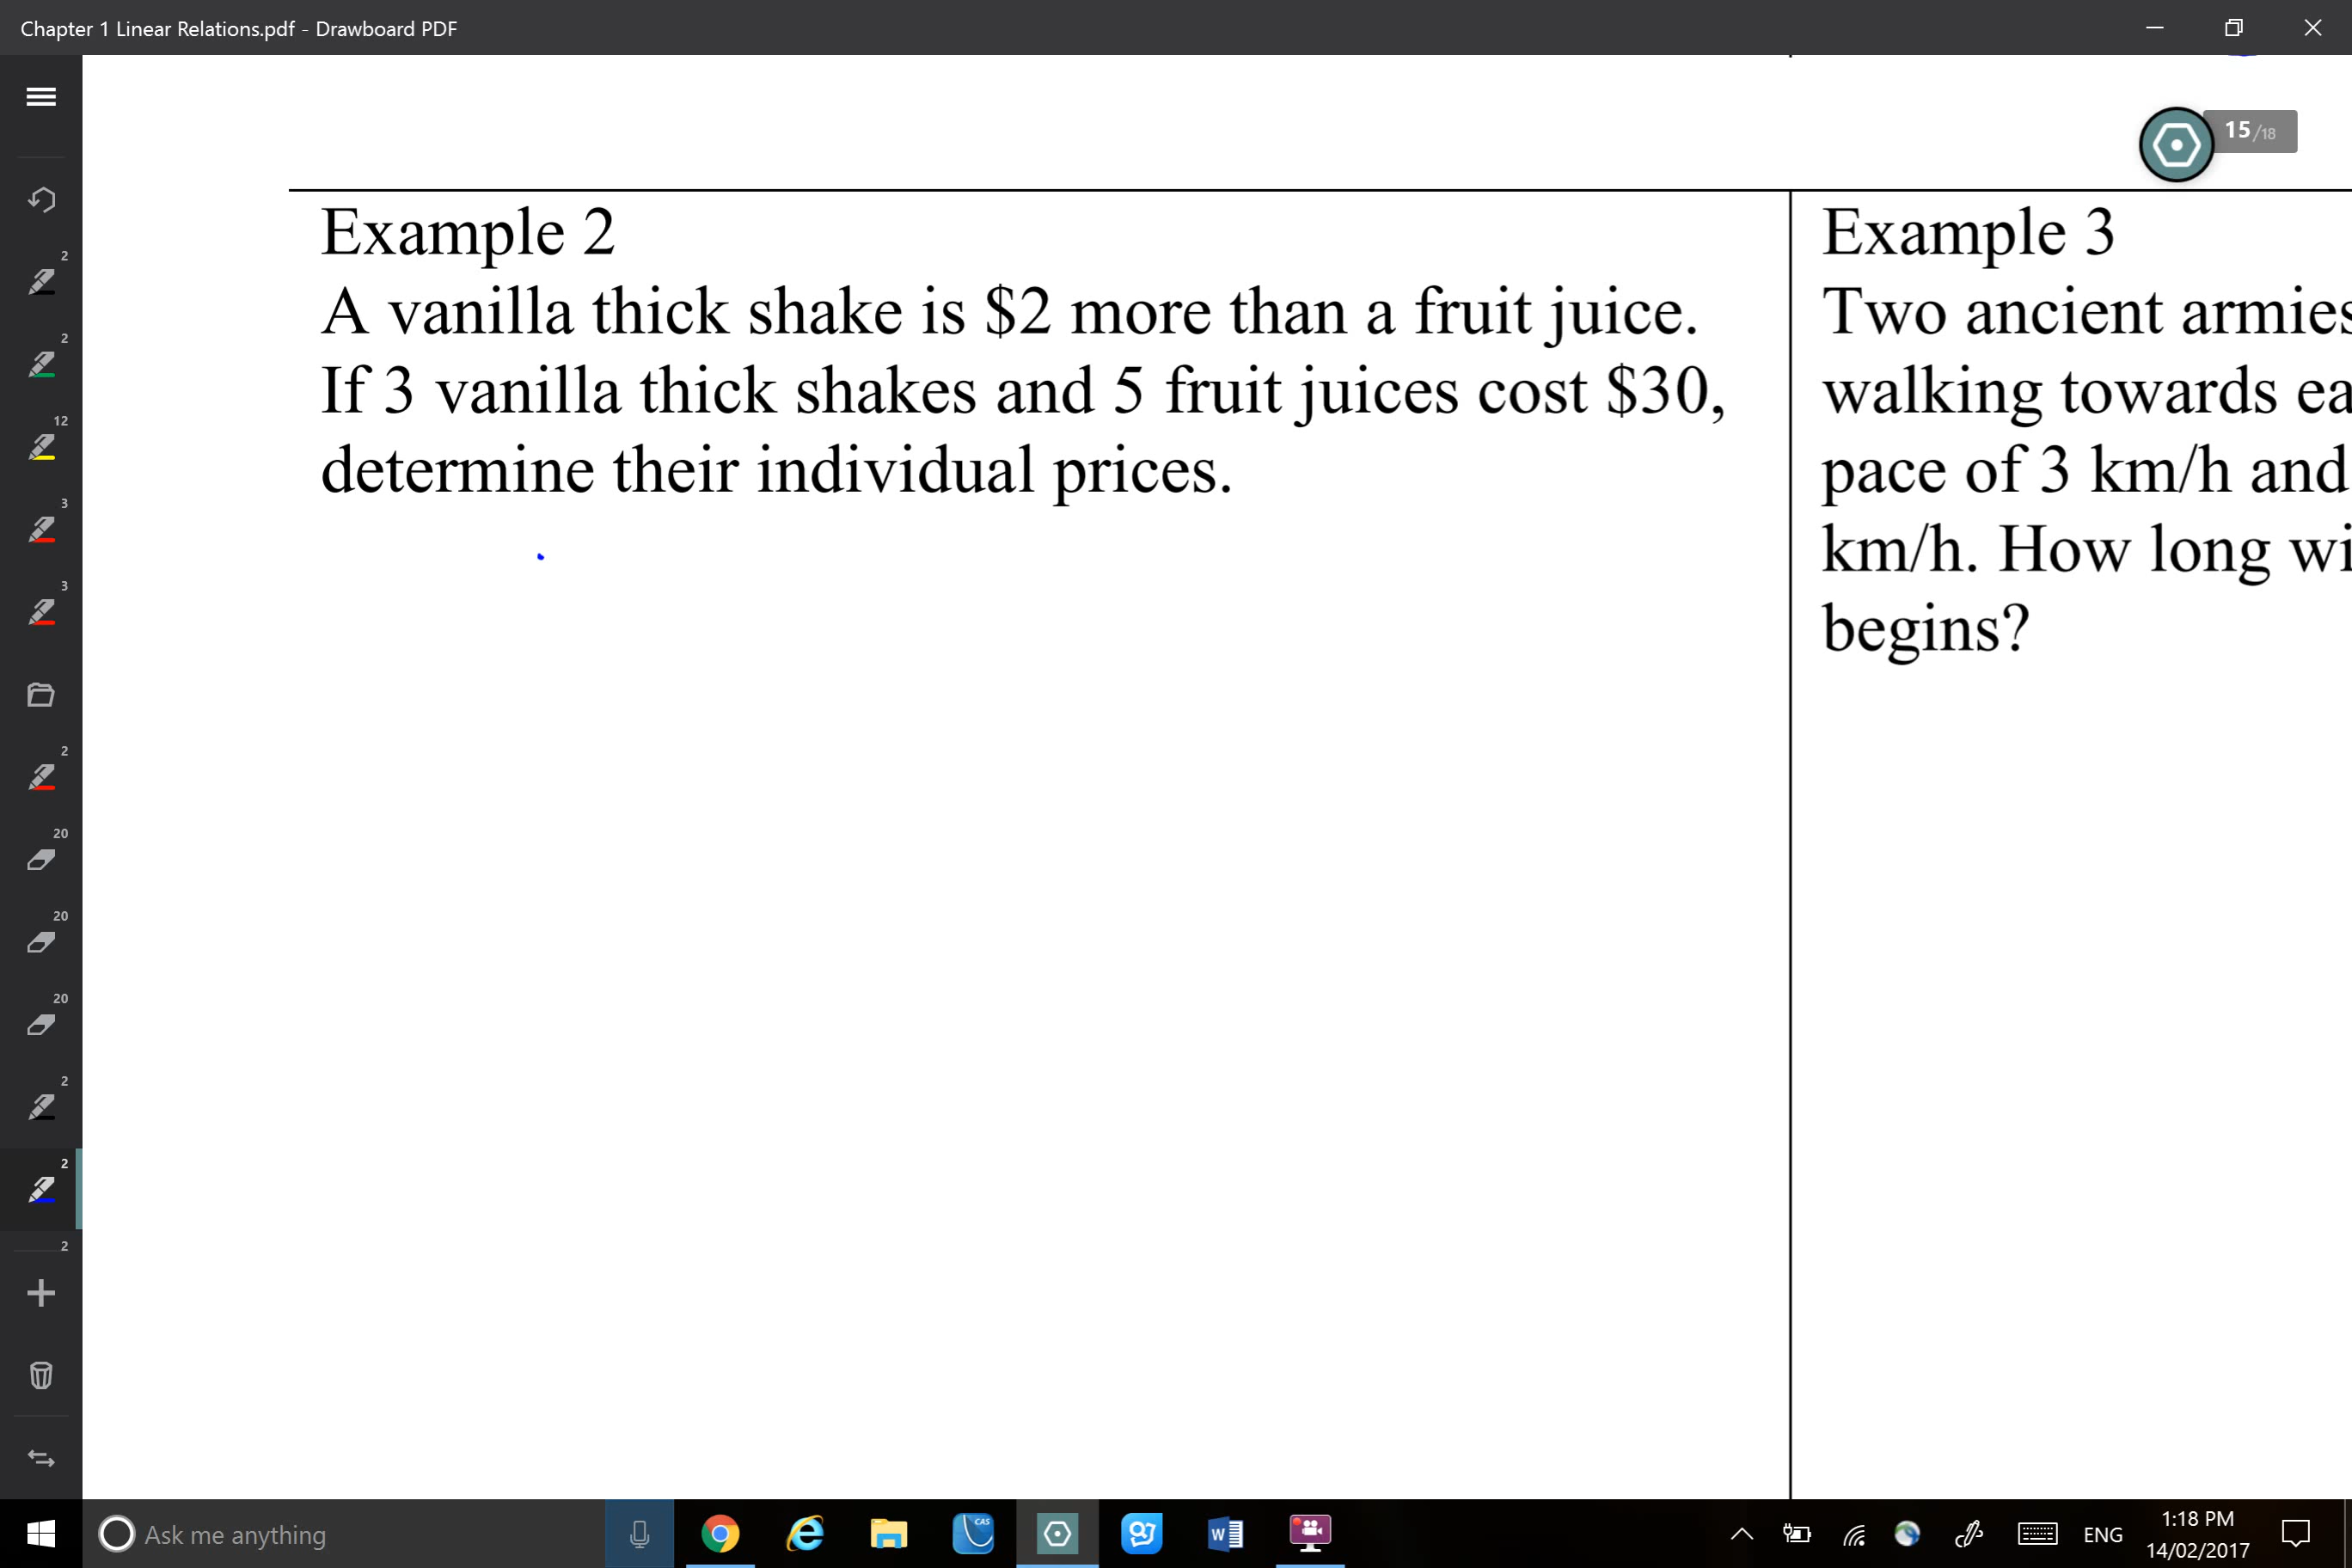 Chapter 1 Linear Relations.pdf - Drawboard PDF
15/18
2
2
12
3
3
2
20
20
20
2
2
2
Example 2
A vanilla thick shake is $2 more than a fruit juice.
If 3 vanilla thick shakes and 5 fruit juices cost $30,
determine their individual prices.
Example 3
Two ancient armies
walking towards ea
pace of 3 km/h and
km/h. How long wi
begins?
Ask me anything
CAS
W
ENG
1:18 PM
14/02/2017